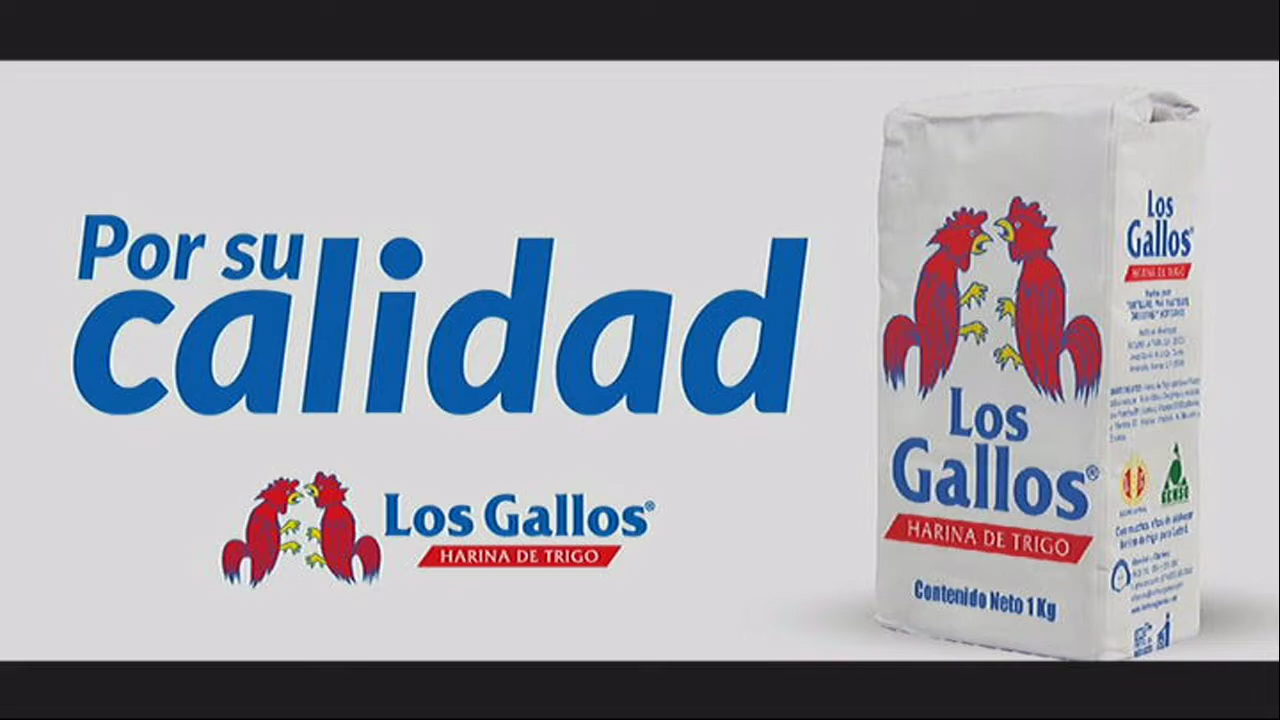 Por su
calidad
Los Gallos®
HARINA DE TRIGO
Los
Gallos®
HARINA DE TRIGO
Contenido Neto 1 Kg
Los
Gallos
HARINA DE TRIGO